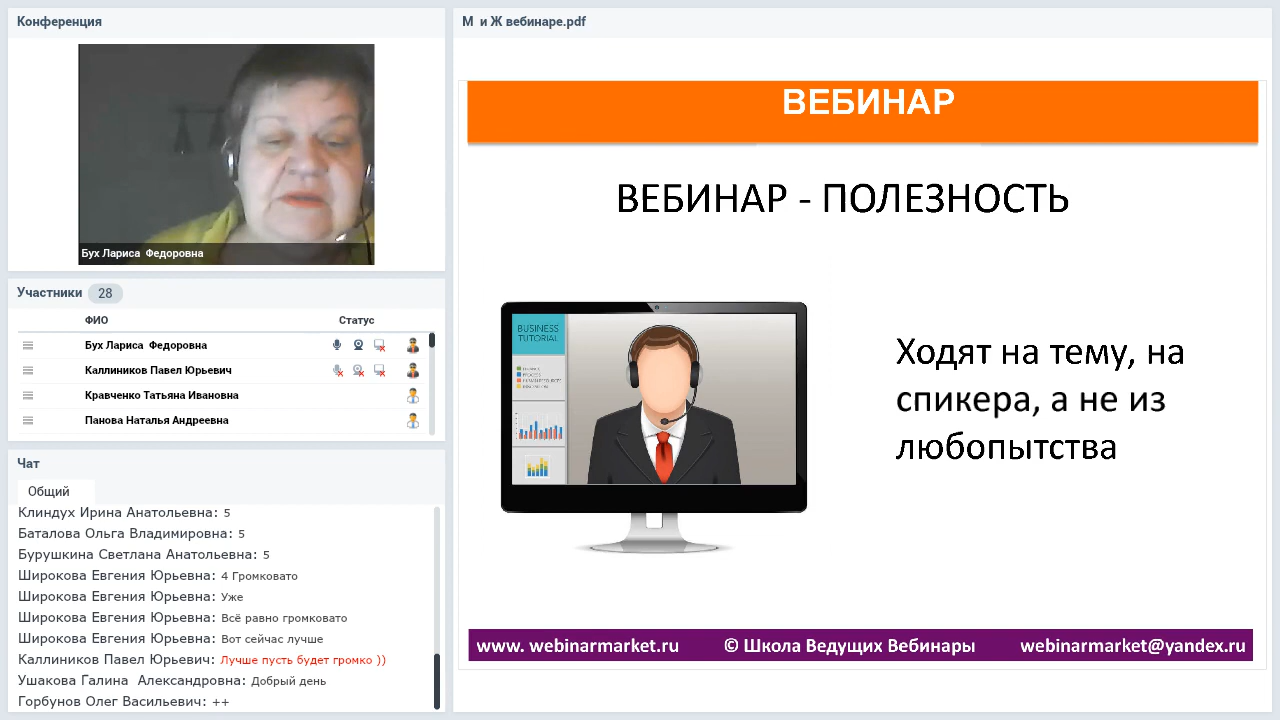 Конференция
Бух Лариса  Федоровна
Участники 28
ФИО Статус
Бух Лариса  Федоровна
Каллиников Павел Юрьевич
Кравченко Татьяна Ивановна
Панова Наталья Андреевна
Чат
Общий
Клиндух Ирина Анатольевна: 5
Баталова Ольга Владимировна: 5
Бурушкина Светлана Анатольевна: 5
Широкова Евгения Юрьевна: 4 Громковато
Широкова Евгения Юрьевна: Уже
Широкова Евгения Юрьевна: Всё равно громковато
Широкова Евгения Юрьевна: Вот сейчас лучше
Каллиников Павел Юрьевич: Лучше пусть будет громко ))
Ушакова Галина  Александровна: Добрый день
Горбунов Олег Васильевич: ++
М  и Ж вебинаре.pdf
ВЕБИНАР
ВЕБИНАР - ПОЛЕЗНОСТЬ
BUSINESS
TUTORIAL
Ходят на тему, на
спикера, а не из
любопытства
www. webinarmarket.ru © Школа Ведущих Вебинары webinarmarket@yandex.ru